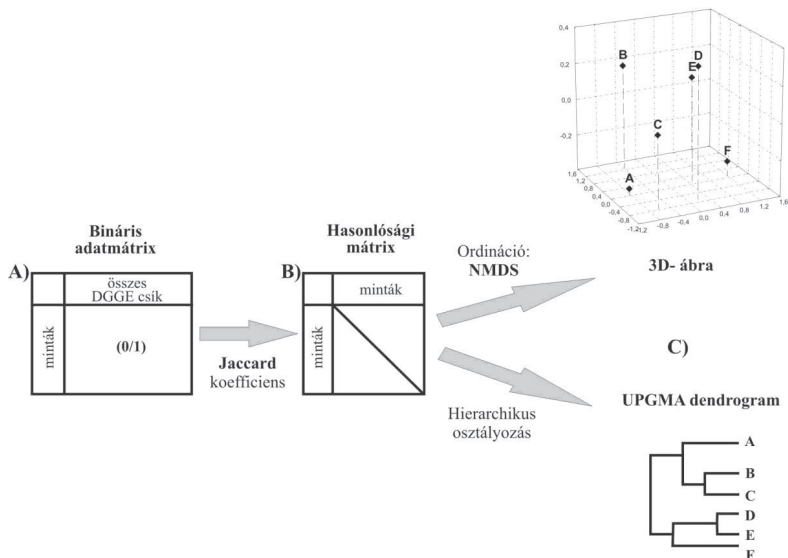 0,4
0,2
0,0
-0,2
B
D
E
C
F
A
1,6
1,2
0,8
0,4
0,0
-0,4
-0,8
-1,2
-1,2
-0,8
-0,4
0,0
0,4
0,8
1,2
1,6
Bináris
adatmátrix
A)
összes
DGGE csík
minták
(0/1)
Jaccard
koefficiens
Hasonlósági
mátrix
B)
minták
minták
Ordináció:
NMDS
3D- ábra
C)
Hierarchikus
osztályozás
UPGMA dendrogram
A
B
C
D
E
F